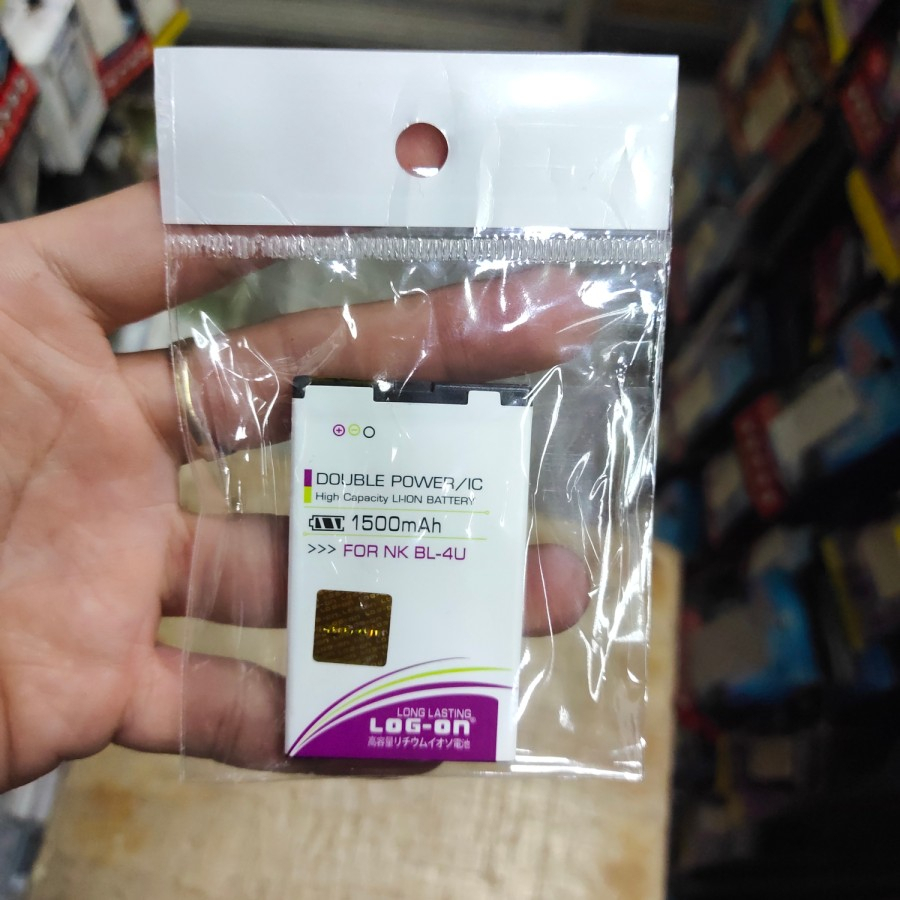 DOUBLE POWER/IC
High Capacity LI-ION BATTERY
1500mAh
>>> FOR NK BL-4U
LONG LASTING
LOG-ON®
高容量リチウムイオン電池